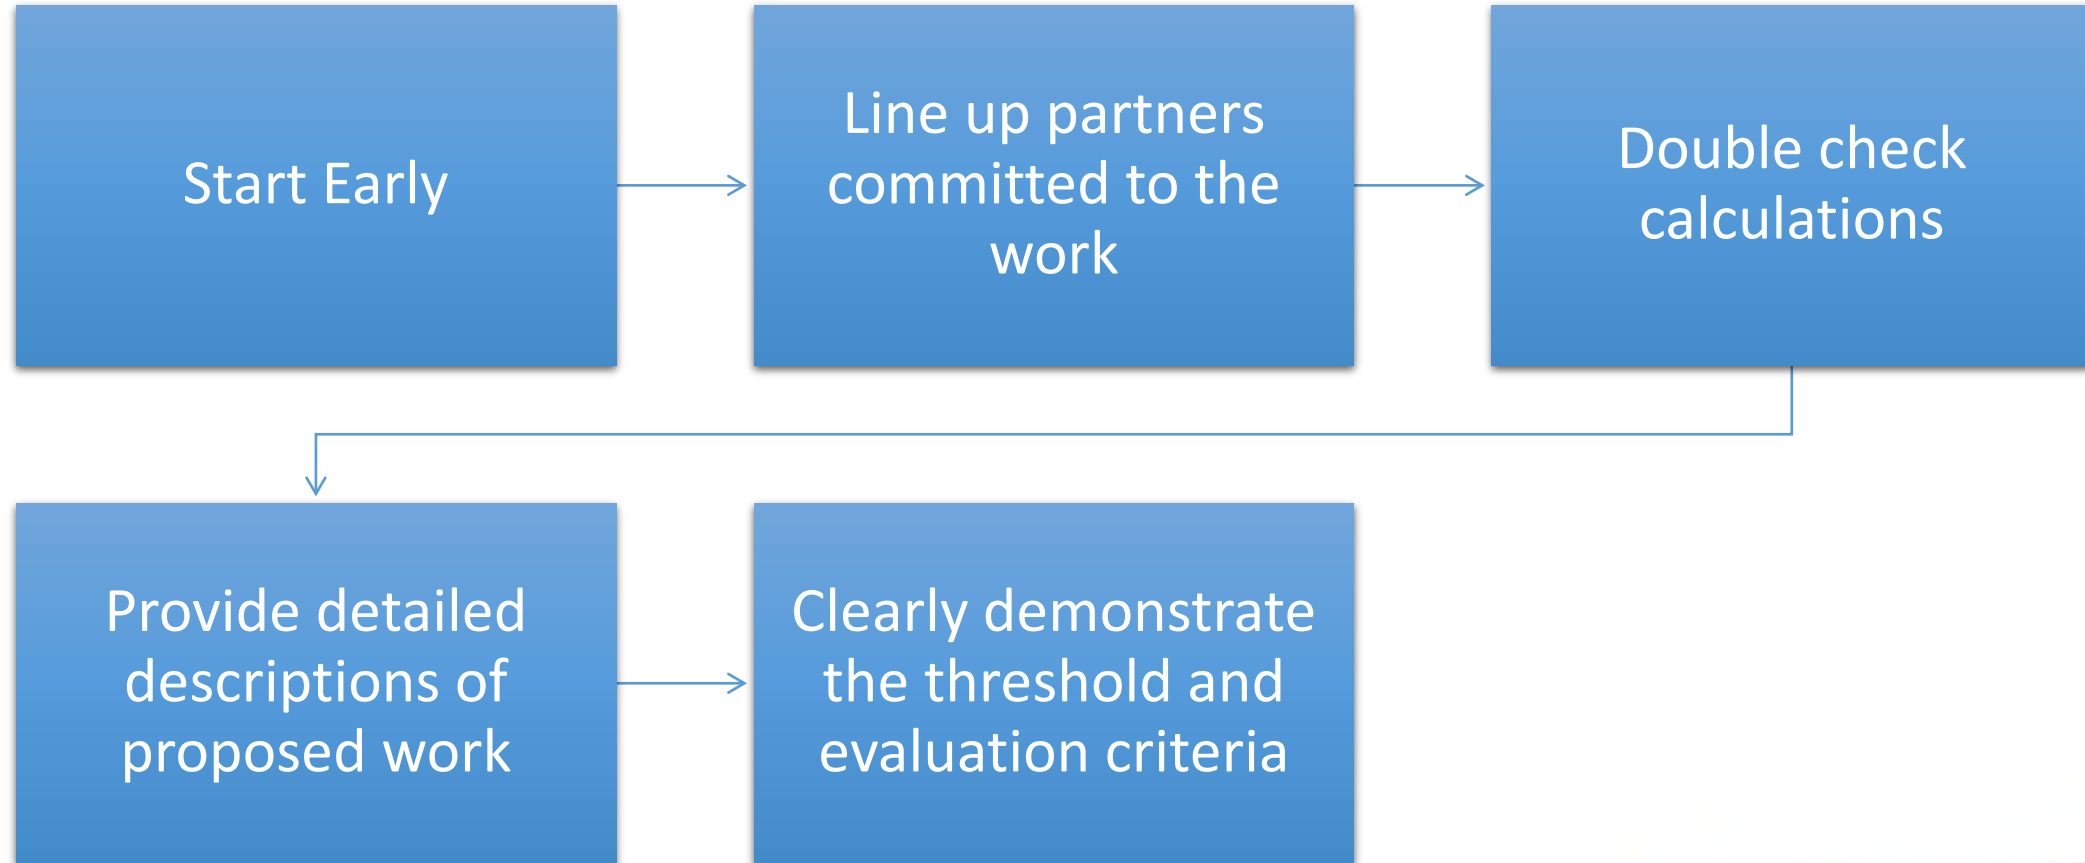 Start Early
Line up partners
committed to the
work
Double check
calculations
Provide detailed
descriptions of
proposed work
Clearly demonstrate
the threshold and
evaluation criteria